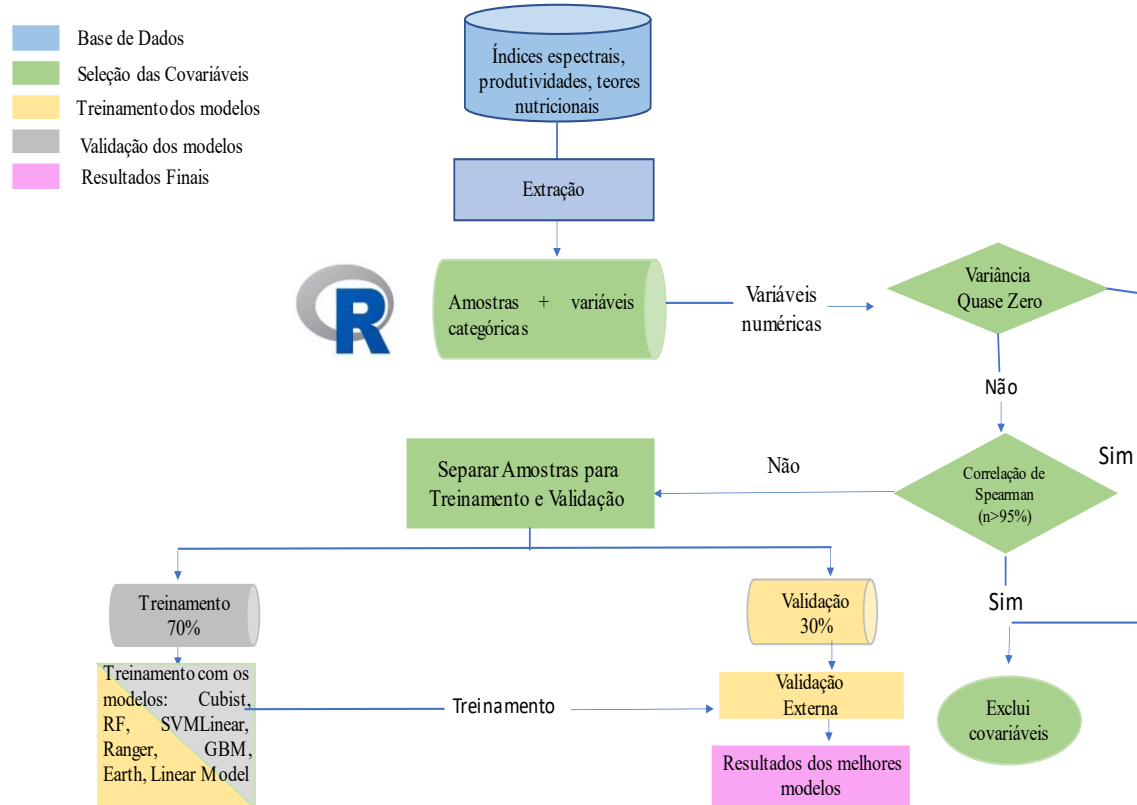 Base de Dados
Seleção das Covariáveis
Treinamento dos modelos
Validação dos modelos
Resultados Finais
Índices espectrais,
produtividades, teores
nutricionais
Extração
R
Amostras + variáveis
categóricas
Variáveis
numéricas
Variância
Quase Zero
Não
Sim
Correlação de
Spearman
(n>95%)
Não
Separar Amostras para
Treinamento e Validação
Sim
Exclui
covariáveis
Treinamento
70%
Validação
30%
Treinamento com os
modelos: Cubist,
RF, SVMLinear,
Ranger, GBM,
Earth, Linear Model
Treinamento
Validação
Externa
Resultados dos melhores
modelos